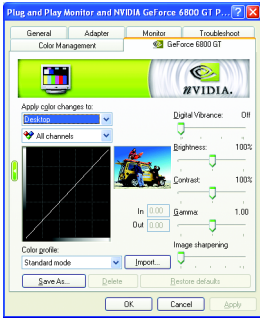 Plug and Play Monitor and NVIDIA GeForce 6800 GT P...
General
Adapter
Monitor
Troubleshoot
Color Management
GeForce 6800 GT
nVIDIA.
Apply color changes to:
Desktop
All channels
Digital Vibrance: Off
Brightness: 100%
Contrast: 100%
In 0.00
Out 0.00
Gamma: 1.00
Image sharpening
Color profile:
Standard mode
Import...
Save As...
Delete
Restore defaults
OK
Cancel
Apply